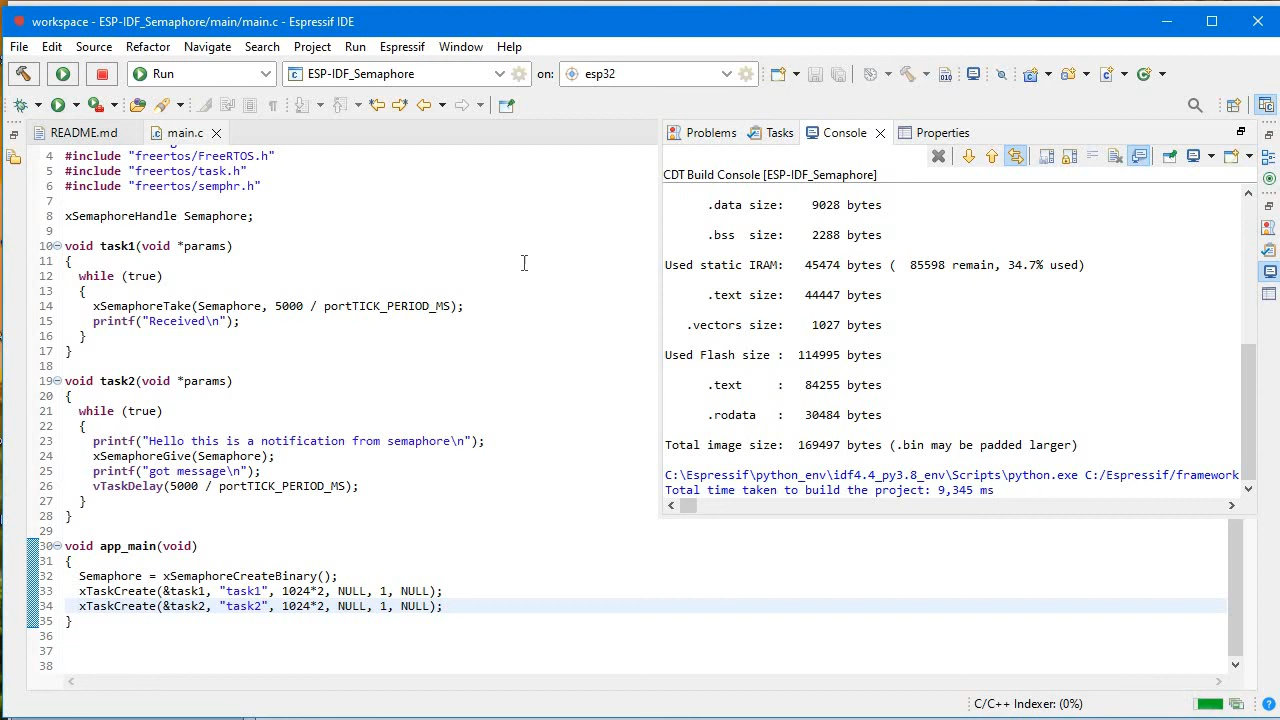 workspace - ESP-IDF_Semaphore/main/main.c - Espressif IDE
File Edit Source Refactor Navigate Search Project Run Espressif Window Help
Run ESP-IDF_Semaphore on: esp32
README.md main.c
4 #include "freertos/FreeRTOS.h"
5 #include "freertos/task.h"
6 #include "freertos/semphr.h"
7
8 xSemaphoreHandle Semaphore;
9
10 void task1(void *params)
11 {
12 while (true)
13 {
14 xSemaphoreTake(Semaphore, 5000 / portTICK_PERIOD_MS);
15 printf("Received\n");
16 }
17 }
18
19 void task2(void *params)
20 {
21 while (true)
22 {
23 printf("Hello this is a notification from semaphore\n");
24 xSemaphoreGive(Semaphore);
25 printf("got message\n");
26 vTaskDelay(5000 / portTICK_PERIOD_MS);
27 }
28 }
29
30 void app_main(void)
31 {
32 Semaphore = xSemaphoreCreateBinary();
33 xTaskCreate(&task1, "task1", 1024*2, NULL, 1, NULL);
34 xTaskCreate(&task2, "task2", 1024*2, NULL, 1, NULL);
35 }
36
37
38
Problems Tasks Console Properties
CDT Build Console [ESP-IDF_Semaphore]
.data size: 9028 bytes
.bss size: 2288 bytes
Used static IRAM: 45474 bytes ( 85598 remain, 34.7% used)
.text size: 44447 bytes
.vectors size: 1027 bytes
Used Flash size : 114995 bytes
.text : 84255 bytes
.rodata : 30484 bytes
Total image size: 169497 bytes (.bin may be padded larger)
C:\Espressif\python_env\idf4.4_py3.8_env\Scripts\python.exe C:/Espressif/framework
Total time taken to build the project: 9,345 ms
C/C++ Indexer: (0%)